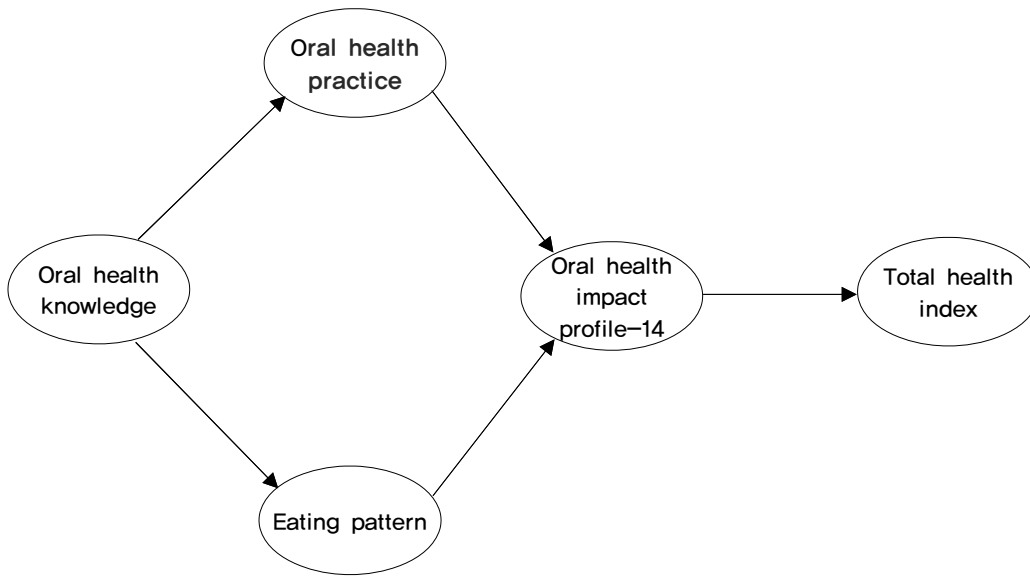 Oral health
practice
Oral health
knowledge
Oral health
impact
profile−14
Total health
index
Eating pattern